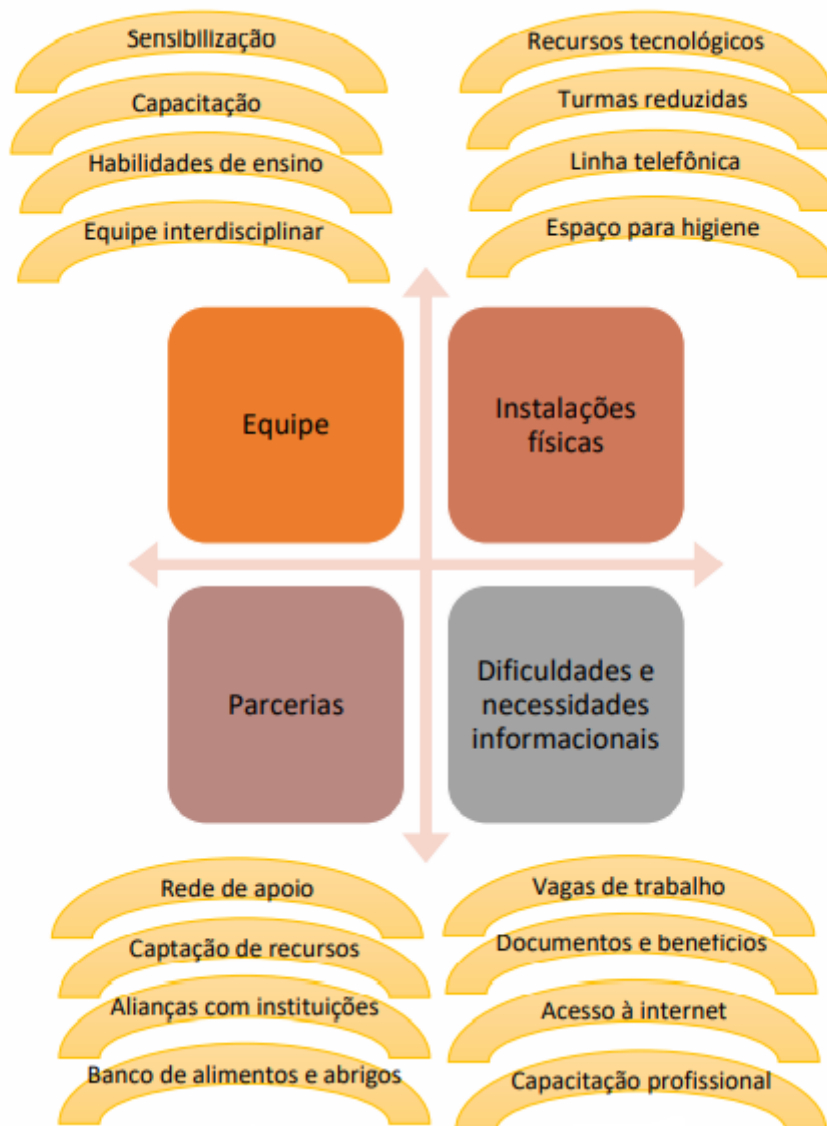 Sensibilização
Capacitação
Habilidades de ensino
Equipe interdisciplinar
Recursos tecnológicos
Turmas reduzidas
Linha telefônica
Espaço para higiene
Equipe
Instalações
físicas
Parcerias
Dificuldades e
necessidades
informacionais
Rede de apoio
Captação de recursos
Alianças com instituições
Banco de alimentos e abrigos
Vagas de trabalho
Documentos e benefícios
Acesso à internet
Capacitação profissional